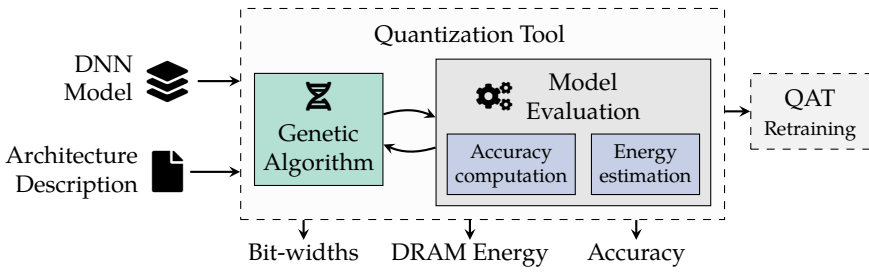 Quantization Tool
DNN
Model
Architecture
Description
Genetic
Algorithm
Model
Evaluation
Accuracy
computation
Energy
estimation
QAT
Retraining
Bit-widths
DRAM Energy
Accuracy